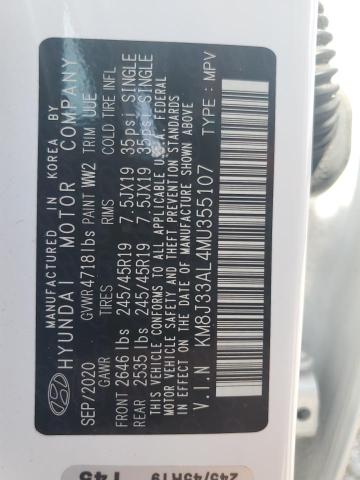 MANUFACTURED IN KOREA BY
HYUNDAI MOTOR COMPANY
SEP/2020 GVWR 4718 lbs PAINT WW2 TRIM UUE
GAWR TIRES RIMS COLD TIRE INFL
FRONT 2646 lbs 245/45R19 7.5JX19 35psi SINGLE
REAR 2535 lbs 245/45R19 7.5JX19 35psi SINGLE
THIS VEHICLE CONFORMS TO ALL APPLICABLE U.S.A. FEDERAL
MOTOR VEHICLE SAFETY, BUMPER, AND THEFT PREVENTION STANDARDS
IN EFFECT ON THE DATE OF MANUFACTURE SHOWN ABOVE
V.I.N KM8J33AL4MU355107 TYPE: MPV
245/45R19